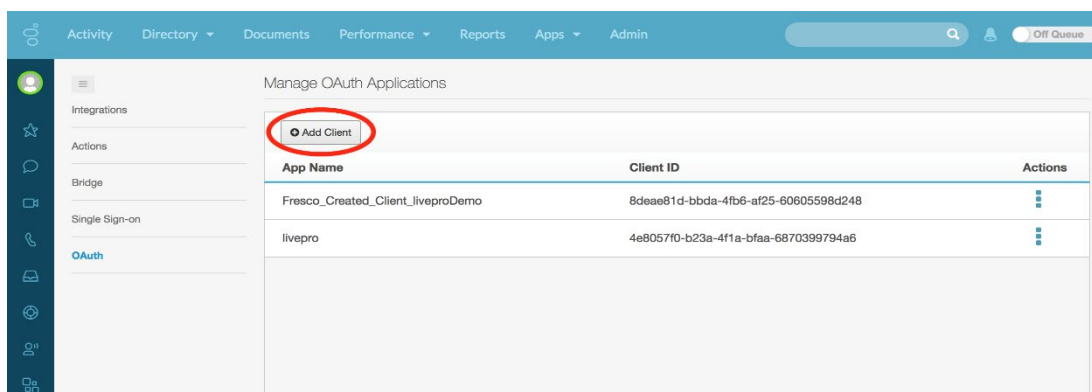 Activity Directory Documents Performance Reports Apps Admin Off Queue
Manage OAuth Applications
Integrations
Actions
Bridge
Single Sign-on
OAuth
Add Client
App Name Client ID Actions
Fresco_Created_Client_liveproDemo 8deae81d-bbda-4fb6-af25-60605598d248
livepro 4e8057f0-b23a-4f1a-bfaa-6870399794a6